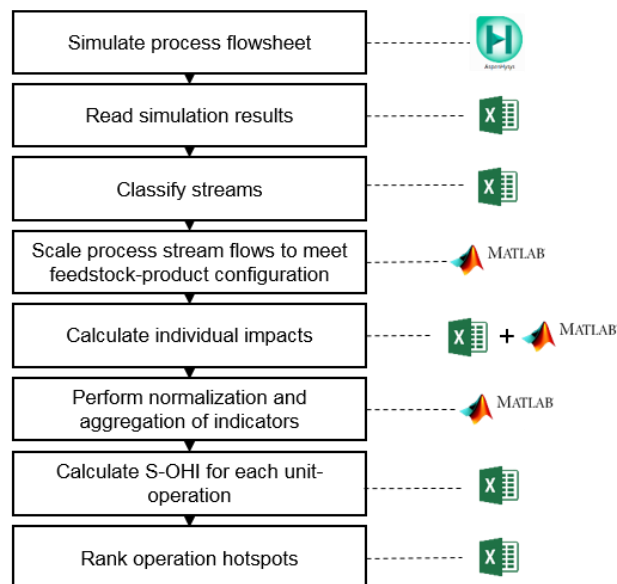 Simulate process flowsheet
AspenHysys
Read simulation results
X
Classify streams
X
Scale process stream flows to meet
feedstock-product configuration
MATLAB
Calculate individual impacts
X + MATLAB
Perform normalization and
aggregation of indicators
MATLAB
Calculate S-OHI for each unit-
operation
X
Rank operation hotspots
X